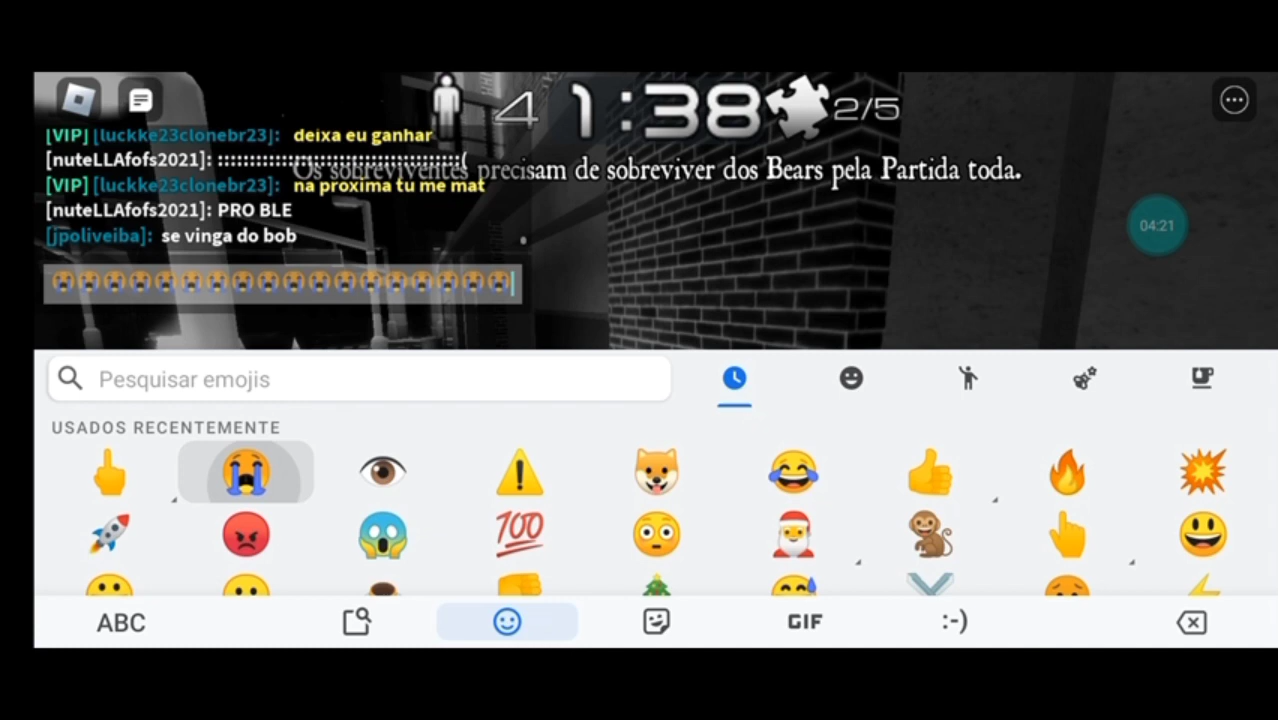 4 1:38 2/5
[VIP] [luckke23clonebr23]: deixa eu ganhar
[nuteLLAfofs2021]: :::::::::::::::::::::::::::::::::::::::(
Os sobreviventes precisam de sobreviver dos Bears pela Partida toda.
[VIP] [luckke23clonebr23]: na proxima tu me mat
[nuteLLAfofs2021]: PRO BLE
[jpoliveiba]: se vinga do bob
04:21
😭😭😭😭😭😭😭😭😭😭😭😭😭😭😭😭😭😭
Pesquisar emojis
USADOS RECENTEMENTE
100
ABC GIF :-)